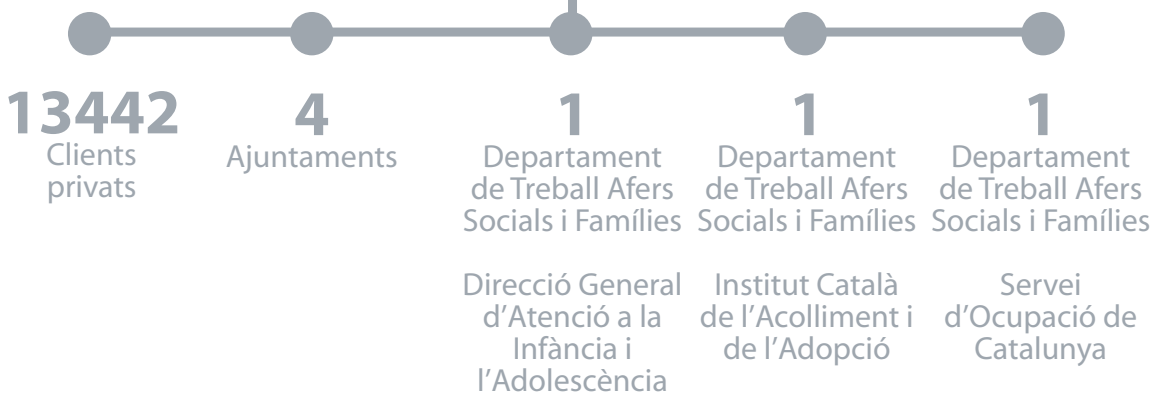 13442
Clients
privats
4
Ajuntaments
1
Departament
de Treball Afers
Socials i Famílies
Direcció General
d'Atenció a la
Infància i
l'Adolescència
1
Departament
de Treball Afers
Socials i Famílies
Institut Català
de l'Acolliment i
de l'Adopció
1
Departament
de Treball Afers
Socials i Famílies
Servei
d'Ocupació de
Catalunya